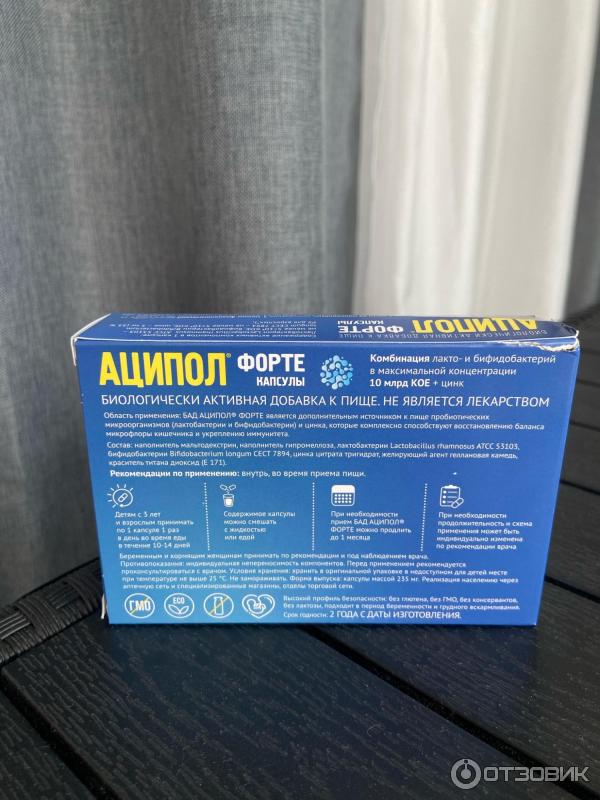 АЦИПОЛ ФОРТЕ
КАПСУЛЫ
БИОЛОГИЧЕСКИ АКТИВНАЯ ДОБАВКА К ПИЩЕ
АЦИПОЛ® ФОРТЕ
КАПСУЛЫ
Комбинация лакто- и бифидобактерий
в максимальной концентрации
10 млрд КОЕ + цинк
БИОЛОГИЧЕСКИ АКТИВНАЯ ДОБАВКА К ПИЩЕ. НЕ ЯВЛЯЕТСЯ ЛЕКАРСТВОМ
Область применения: БАД АЦИПОЛ® ФОРТЕ является дополнительным источником к пище пробиотических
микроорганизмов (лактобактерии и бифидобактерии) и цинка, которые комплексно способствуют восстановлению баланса
микрофлоры кишечника и укреплению иммунитета.
Состав: наполнитель мальтодекстрин, наполнитель гипромеллоза, лактобактерии Lactobacillus rhamnosus ATCC 53103,
бифидобактерии Bifidobacterium longum CECT 7894, цинка цитрата тригидрат, желирующий агент геллановая камедь,
краситель титана диоксид (E 171).
Рекомендации по применению: внутрь, во время приема пищи.
Детям с 3 лет
и взрослым принимать
по 1 капсуле 1 раз
в день во время еды
в течение 10-14 дней
Содержимое капсулы
можно смешать
с жидкостью
или едой
При необходимости
прием БАД АЦИПОЛ®
ФОРТЕ можно продлить
до 1 месяца
При необходимости
продолжительность и схема
применения может быть
индивидуально изменена
по рекомендации врача
Беременным и кормящим женщинам принимать по рекомендации и под наблюдением врача.
Противопоказания: индивидуальная непереносимость компонентов. Перед применением рекомендуется
проконсультироваться с врачом. Условия хранения: хранить в оригинальной упаковке в недоступном для детей месте
при температуре не выше 25 °C. Не замораживать. Форма выпуска: капсулы массой 235 мг. Реализация населению через
аптечную сеть и специализированные магазины, отделы торговой сети.
ГМО
ECO
Высокий профиль безопасности: без глютена, без ГМО, без консервантов,
без лактозы, подходит в период беременности и грудного вскармливания.
Срок годности: 2 ГОДА С ДАТЫ ИЗГОТОВЛЕНИЯ.
ОТЗОВИК